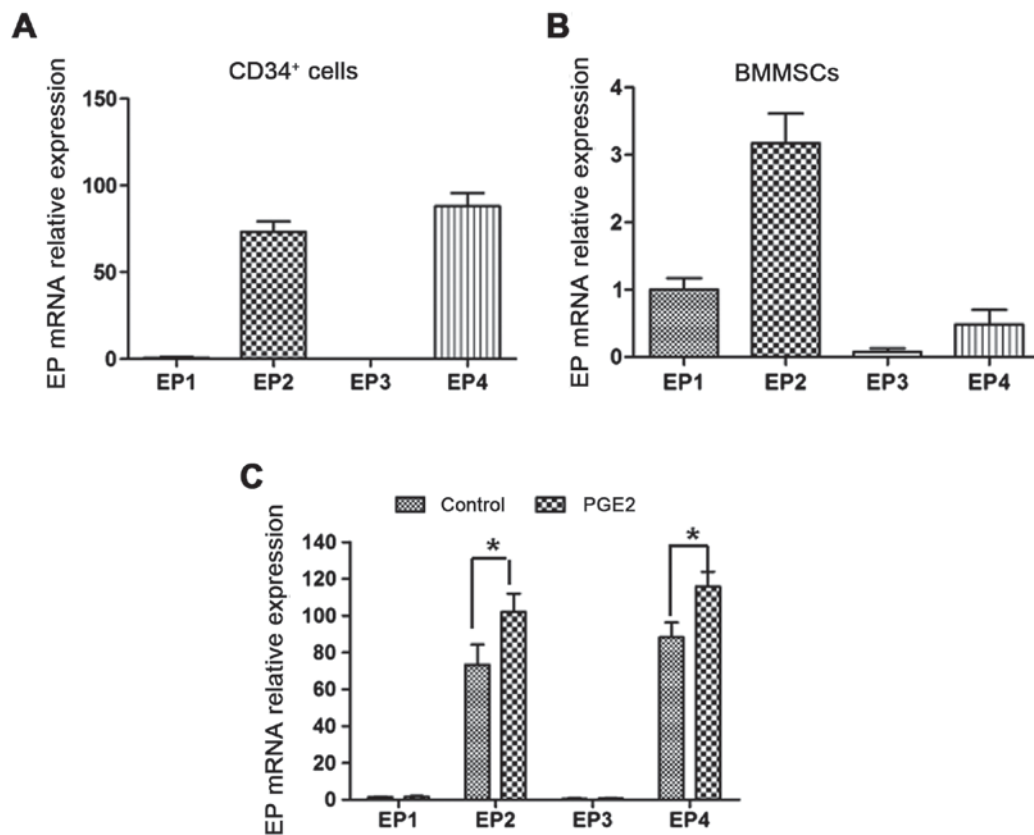 A
CD34⁺ cells
EP mRNA relative expression
150
100
50
0
EP1 EP2 EP3 EP4
B
BMMSCs
EP mRNA relative expression
4
3
2
1
0
EP1 EP2 EP3 EP4
C
Control PGE2
EP mRNA relative expression
140
120
100
80
60
40
20
0
* *
EP1 EP2 EP3 EP4